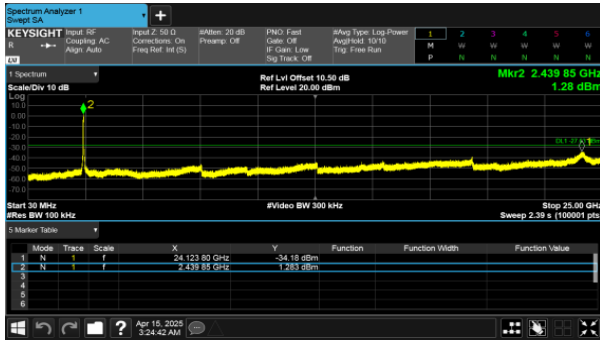 Spectrum Analyzer 1
Swept SA
+
KEYSIGHT Input: RF Input Z: 50 Ω #Atten: 20 dB PNO: Fast #Avg Type: Log-Power 1 2 3 4 5 6
R Coupling: AC Corrections: On Preamp: Off Gate: Off Avg|Hold: 10/10 M W W W W W
Align: Auto Freq Ref: Int (S) IF Gain: Low Trig: Free Run P N N N N N
Sig Track: Off
LXI
1 Spectrum Ref Lvl Offset 10.50 dB Mkr2 2.439 85 GHz
Scale/Div 10 dB Ref Level 20.00 dBm 1.28 dBm
Log
10.0
0.00
-10.0
-20.0
-30.0
-40.0
-50.0
-60.0
-70.0
2
1
Start 30 MHz #Video BW 300 kHz Stop 25.00 GHz
#Res BW 100 kHz Sweep 2.39 s (100001 pts)
5 Marker Table
Mode Trace Scale X Y Function Function Width Function Value
1 N 1 f 24.123 80 GHz -34.18 dBm
2 N 1 f 2.439 85 GHz 1.283 dBm
3
4
5
6
? Apr 15, 2025
3:24:42 AM